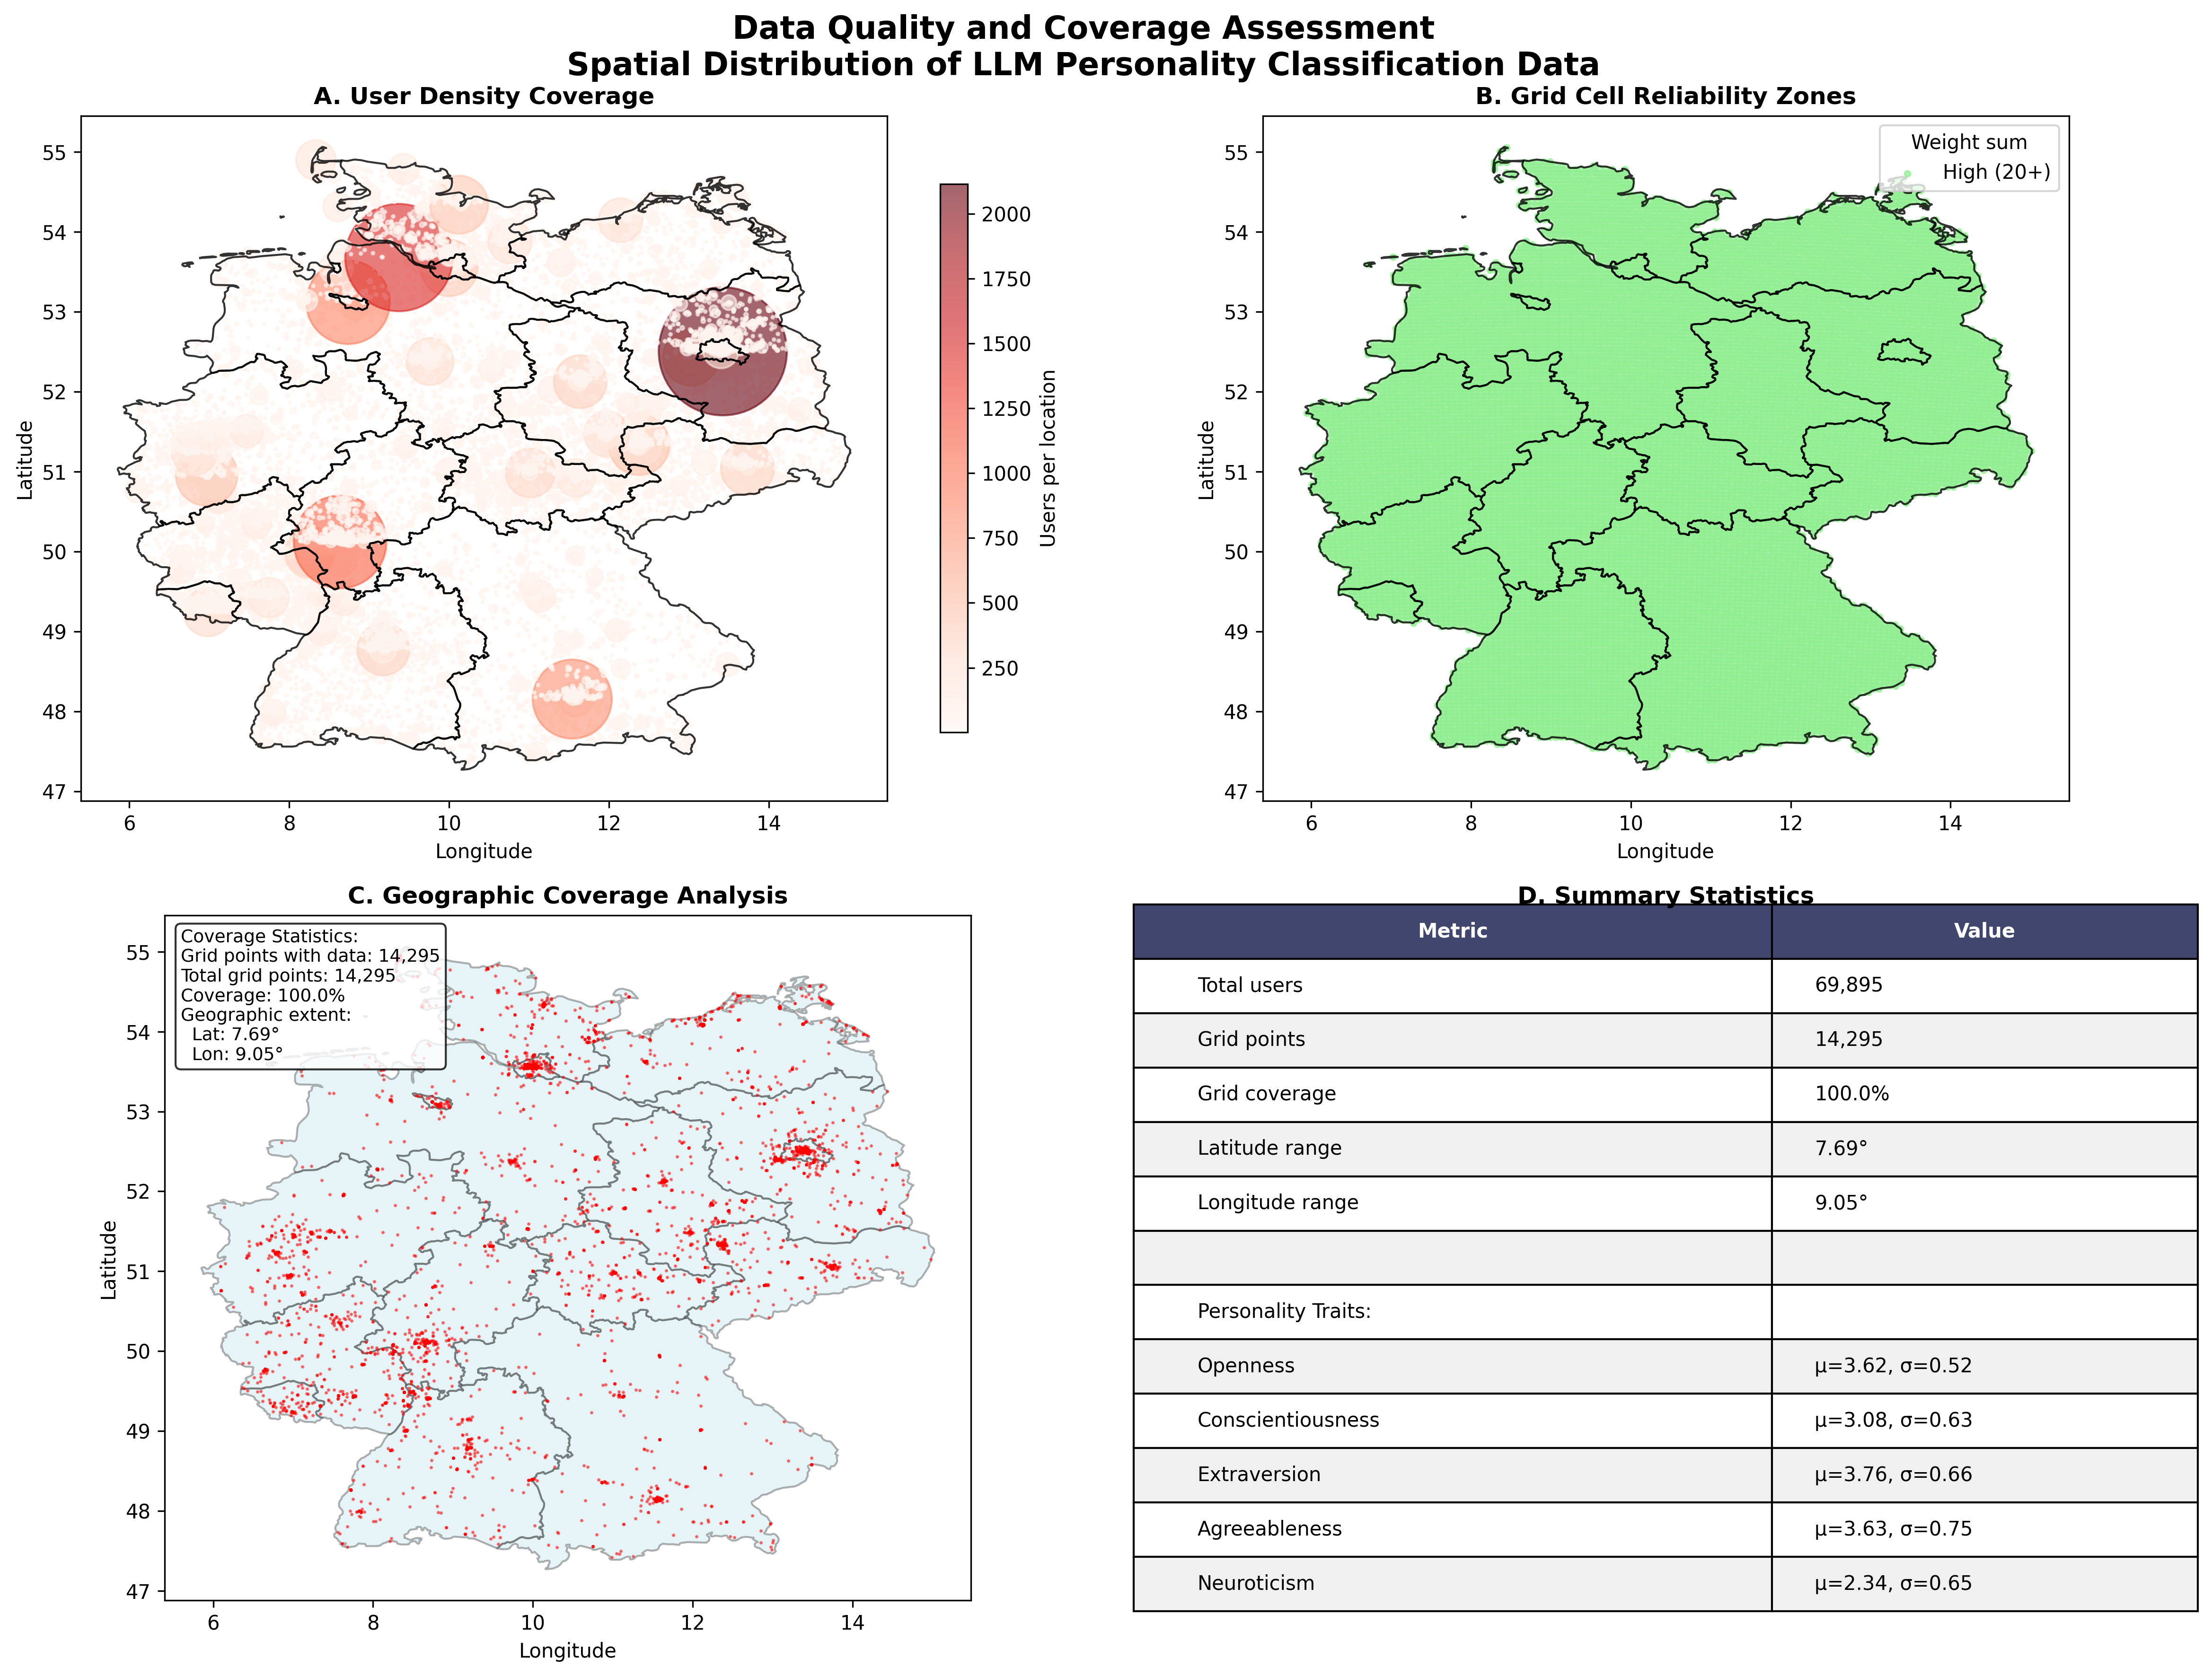 Data Quality and Coverage Assessment
Spatial Distribution of LLM Personality Classification Data
A. User Density Coverage
55
54
53
52
51
50
49
48
47
Latitude
6 8 10 12 14
Longitude
2000
1750
1500
1250
1000
750
500
250
Users per location
B. Grid Cell Reliability Zones
Weight sum
High (20+)
55
54
53
52
51
50
49
48
47
Latitude
6 8 10 12 14
Longitude
C. Geographic Coverage Analysis
Coverage Statistics:
Grid points with data: 14,295
Total grid points: 14,295
Coverage: 100.0%
Geographic extent:
Lat: 7.69°
Lon: 9.05°
55
54
53
52
51
50
49
48
47
Latitude
6 8 10 12 14
Longitude
D. Summary Statistics
Metric Value
Total users 69,895
Grid points 14,295
Grid coverage 100.0%
Latitude range 7.69°
Longitude range 9.05°
Personality Traits:
Openness μ=3.62, σ=0.52
Conscientiousness μ=3.08, σ=0.63
Extraversion μ=3.76, σ=0.66
Agreeableness μ=3.63, σ=0.75
Neuroticism μ=2.34, σ=0.65